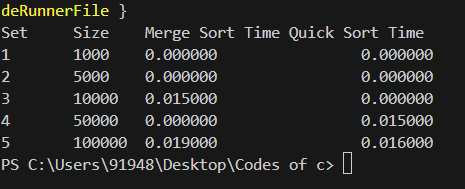 deRunnerFile }
Set Size Merge Sort Time Quick Sort Time
1 1000 0.000000 0.000000
2 5000 0.000000 0.000000
3 10000 0.015000 0.000000
4 50000 0.000000 0.015000
5 100000 0.019000 0.016000
PS C:\Users\91948\Desktop\Codes of c>